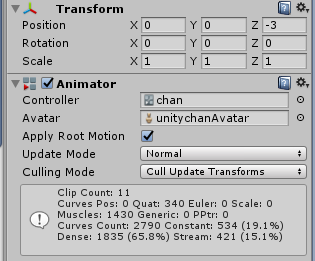 Transform
Position X 0 Y 0 Z -3
Rotation X 0 Y 0 Z 0
Scale X 1 Y 1 Z 1
Animator
Controller chan
Avatar unitychanAvatar
Apply Root Motion
Update Mode Normal
Culling Mode Cull Update Transforms
Clip Count: 11
Curves Pos: 0 Quat: 340 Euler: 0 Scale: 0
Muscles: 1430 Generic: 0 PPtr: 0
Curves Count: 2790 Constant: 534 (19.1%)
Dense: 1835 (65.8%) Stream: 421 (15.1%)